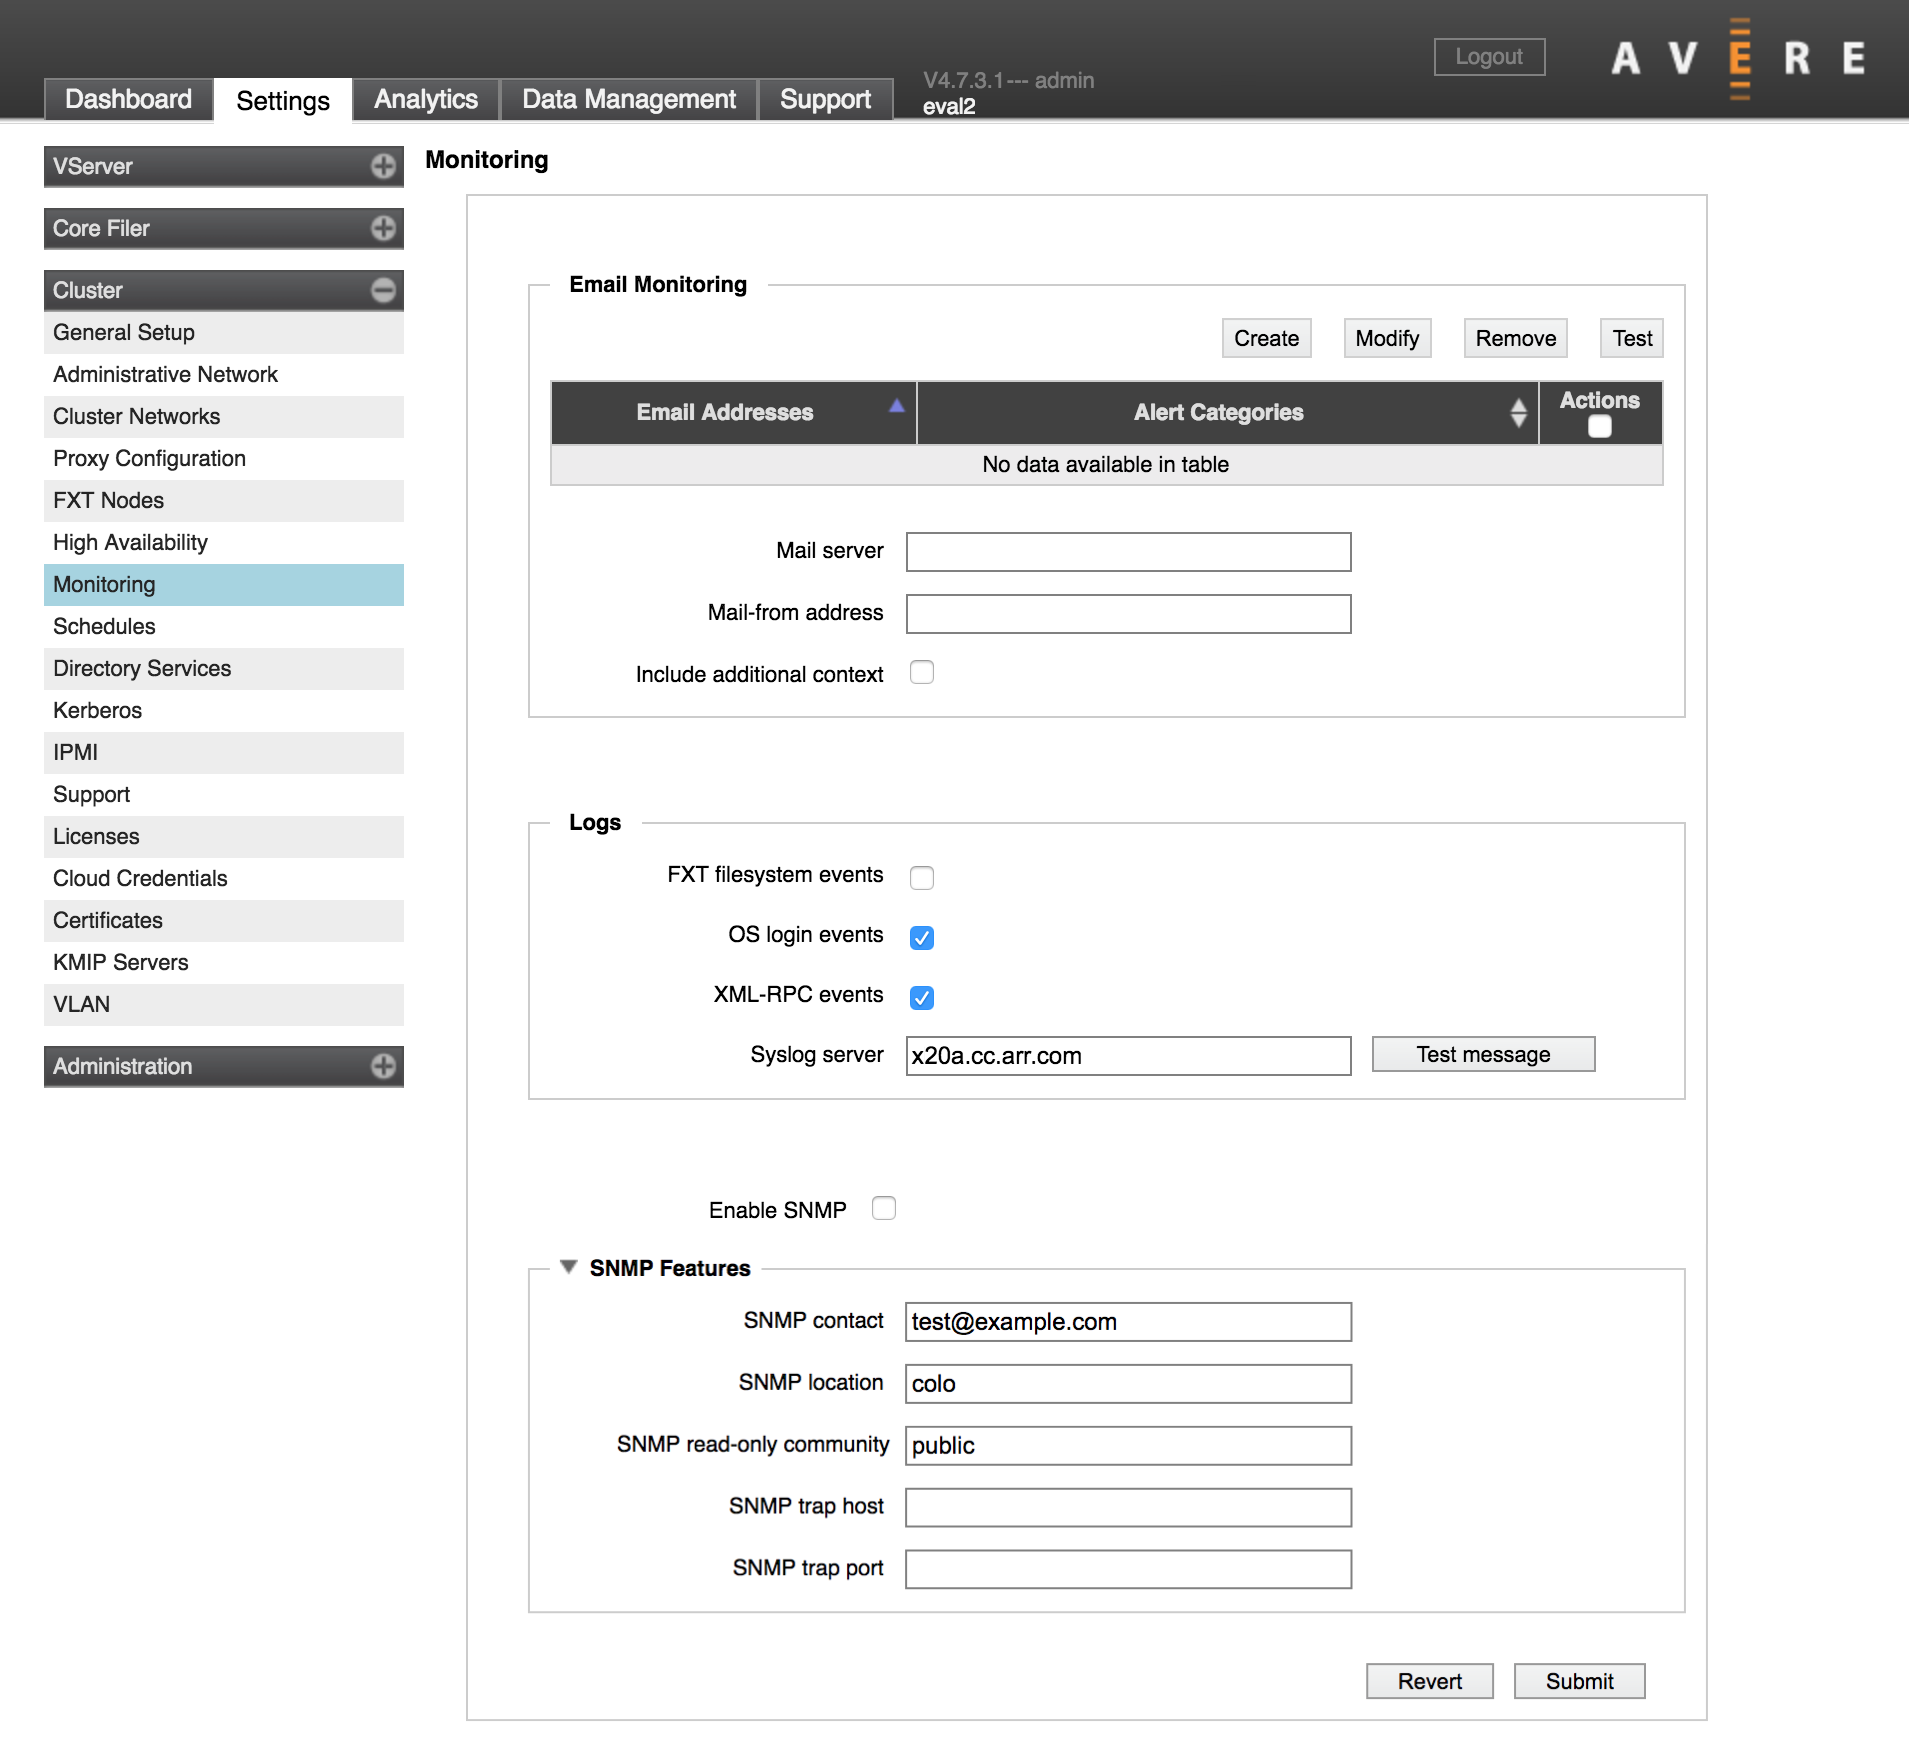 Logout
AVERE
V4.7.3.1--- admin
eval2
Dashboard
Settings
Analytics
Data Management
Support
VServer
Core Filer
Cluster
General Setup
Administrative Network
Cluster Networks
Proxy Configuration
FXT Nodes
High Availability
Monitoring
Schedules
Directory Services
Kerberos
IPMI
Support
Licenses
Cloud Credentials
Certificates
KMIP Servers
VLAN
Administration
Monitoring
Email Monitoring
Create Modify Remove Test
Email Addresses Alert Categories Actions
No data available in table
Mail server
Mail-from address
Include additional context
Logs
FXT filesystem events
OS login events
XML-RPC events
Syslog server x20a.cc.arr.com Test message
Enable SNMP
SNMP Features
SNMP contact test@example.com
SNMP location colo
SNMP read-only community public
SNMP trap host
SNMP trap port
Revert Submit